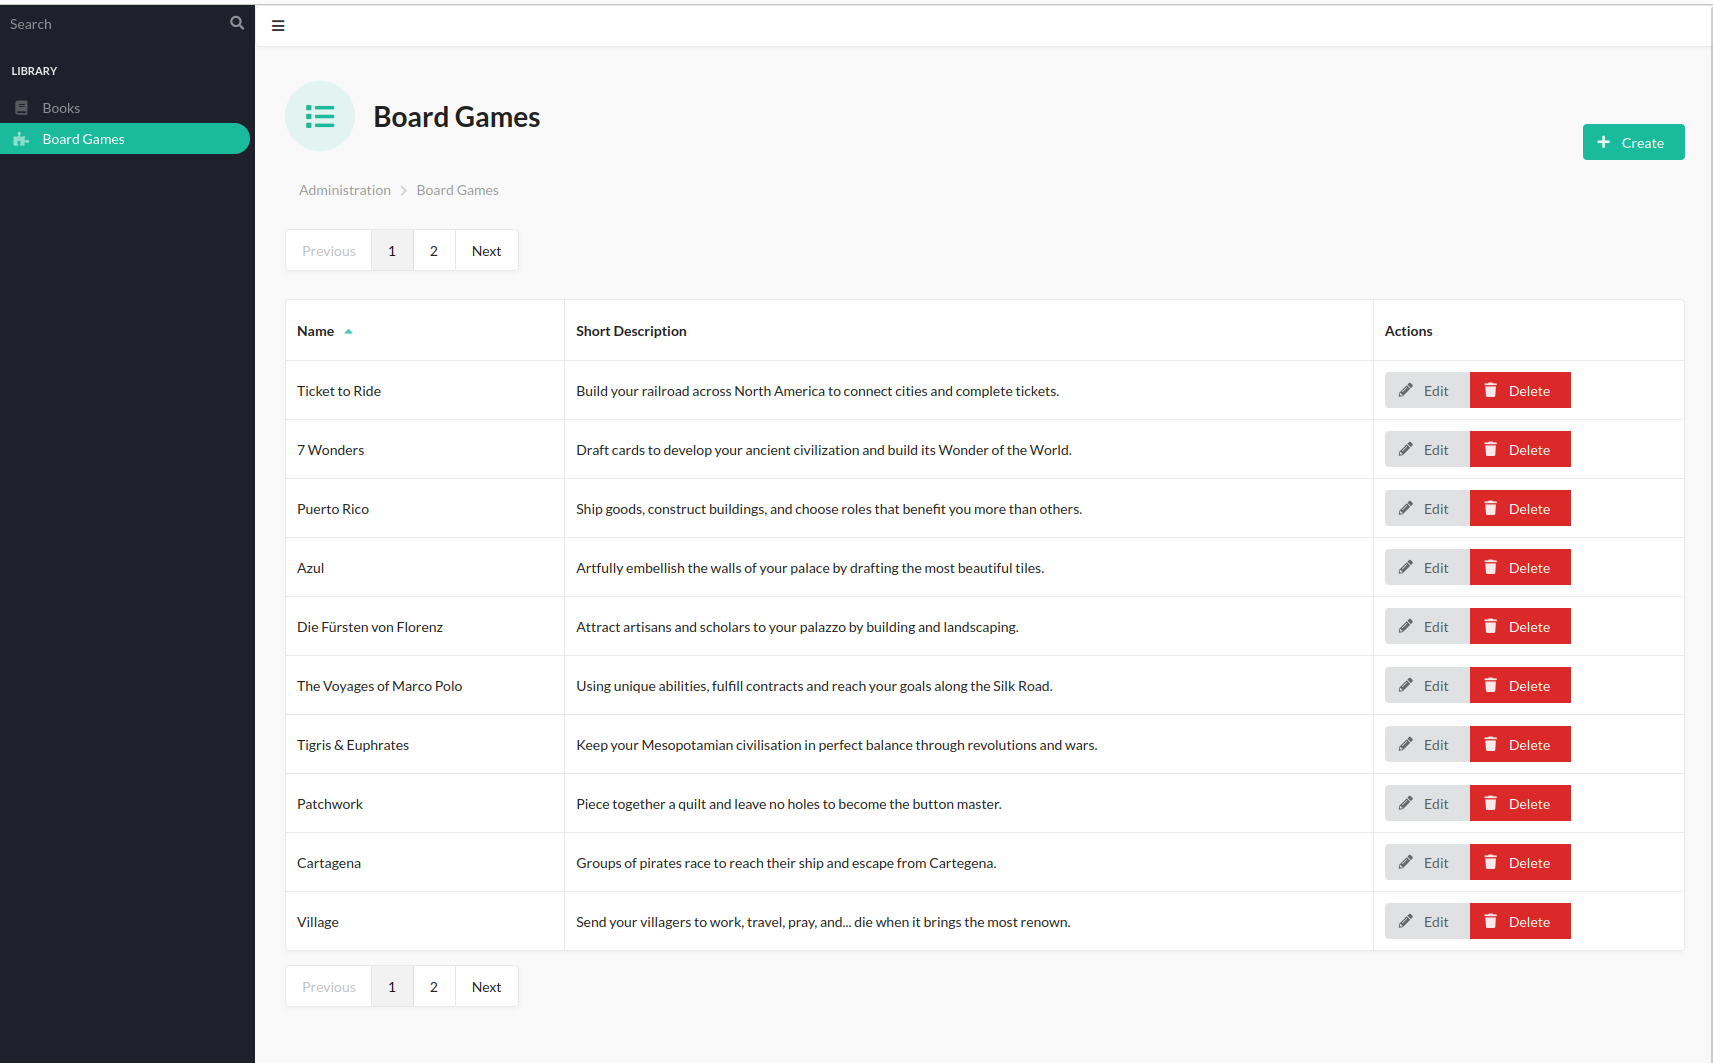 Search
LIBRARY
Books
Board Games
Board Games
Create
Administration > Board Games
Previous 1 2 Next
Name Short Description Actions
Ticket to Ride Build your railroad across North America to connect cities and complete tickets. Edit Delete
7 Wonders Draft cards to develop your ancient civilization and build its Wonder of the World. Edit Delete
Puerto Rico Ship goods, construct buildings, and choose roles that benefit you more than others. Edit Delete
Azul Artfully embellish the walls of your palace by drafting the most beautiful tiles. Edit Delete
Die Fürsten von Florenz Attract artisans and scholars to your palazzo by building and landscaping. Edit Delete
The Voyages of Marco Polo Using unique abilities, fulfill contracts and reach your goals along the Silk Road. Edit Delete
Tigris & Euphrates Keep your Mesopotamian civilisation in perfect balance through revolutions and wars. Edit Delete
Patchwork Piece together a quilt and leave no holes to become the button master. Edit Delete
Cartagena Groups of pirates race to reach their ship and escape from Cartegena. Edit Delete
Village Send your villagers to work, travel, pray, and... die when it brings the most renown. Edit Delete
Previous 1 2 Next